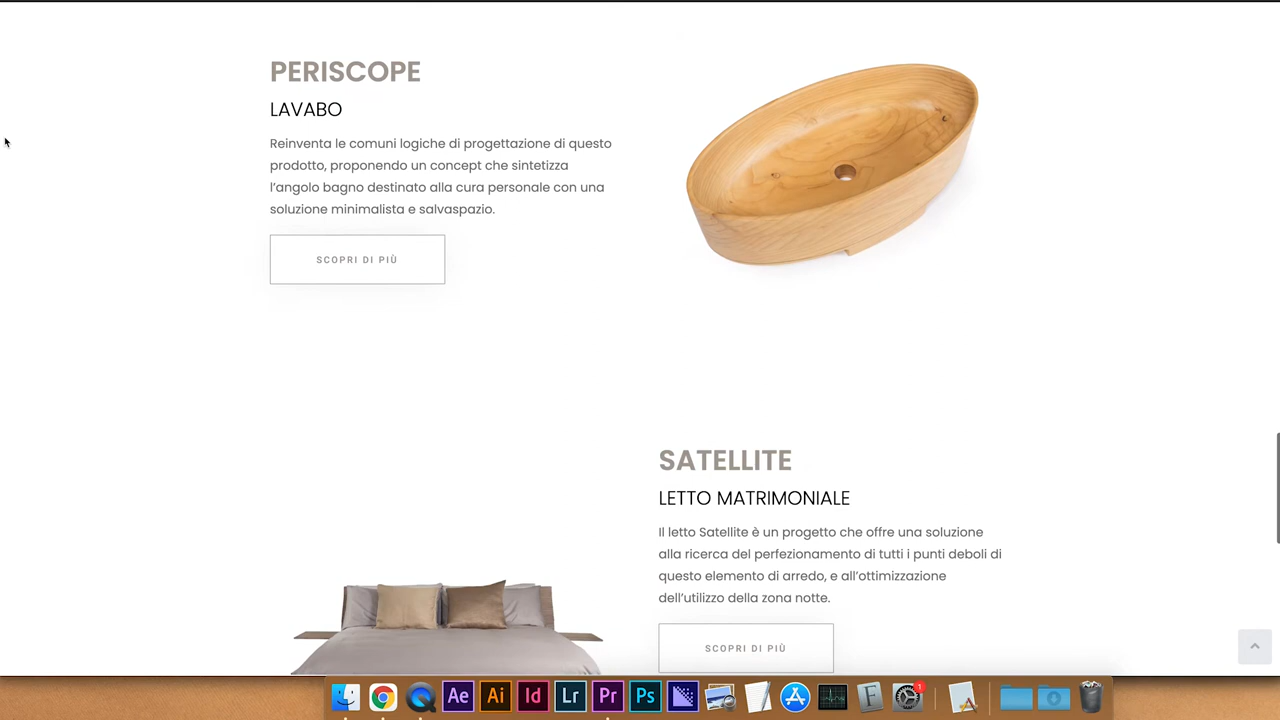 PERISCOPE
LAVABO
Reinventa le comuni logiche di progettazione di questo
prodotto, proponendo un concept che sintetizza
l’angolo bagno destinato alla cura personale con una
soluzione minimalista e salvaspazio.
SCOPRI DI PIÙ
SATELLITE
LETTO MATRIMONIALE
Il letto Satellite è un progetto che offre una soluzione
alla ricerca del perfezionamento di tutti i punti deboli di
questo elemento di arredo, e all’ottimizzazione
dell’utilizzo della zona notte.
SCOPRI DI PIÙ
Ae Ai Id Lr Pr Ps F 1